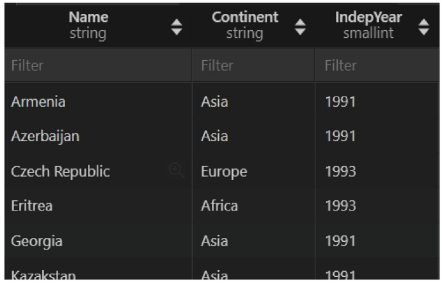 Name Continent IndepYear
string string smallint
Filter Filter Filter
Armenia Asia 1991
Azerbaijan Asia 1991
Czech Republic Europe 1993
Eritrea Africa 1993
Georgia Asia 1991
Kazakstan Asia 1991